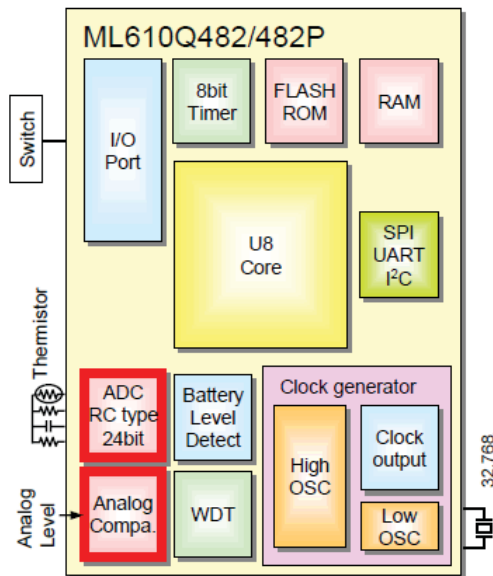 ML610Q482/482P
Switch
I/O
Port
8bit
Timer
FLASH
ROM
RAM
U8
Core
SPI
UART
I²C
Thermistor
ADC
RC type
24bit
Battery
Level
Detect
Clock generator
High
OSC
Clock
output
Low
OSC
32.768
Analog
Level
Analog
Compa.
WDT